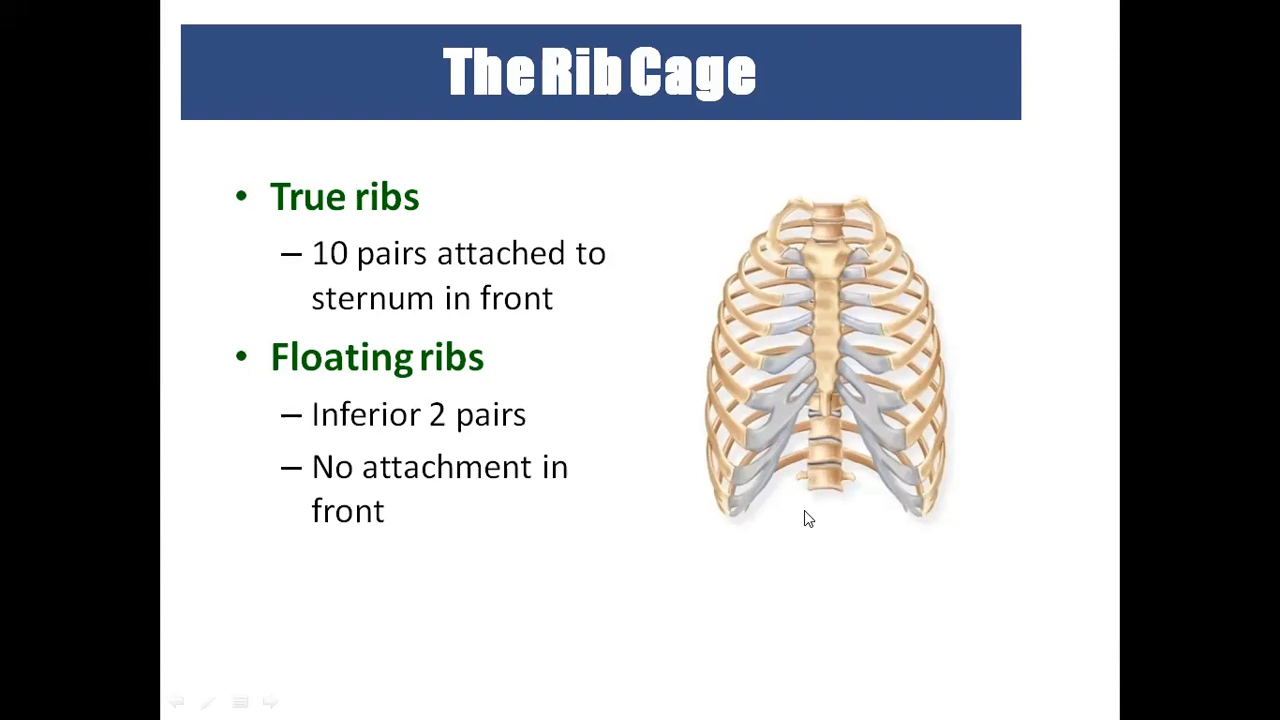 The Rib Cage
• True ribs
– 10 pairs attached to
sternum in front
• Floating ribs
– Inferior 2 pairs
– No attachment in
front